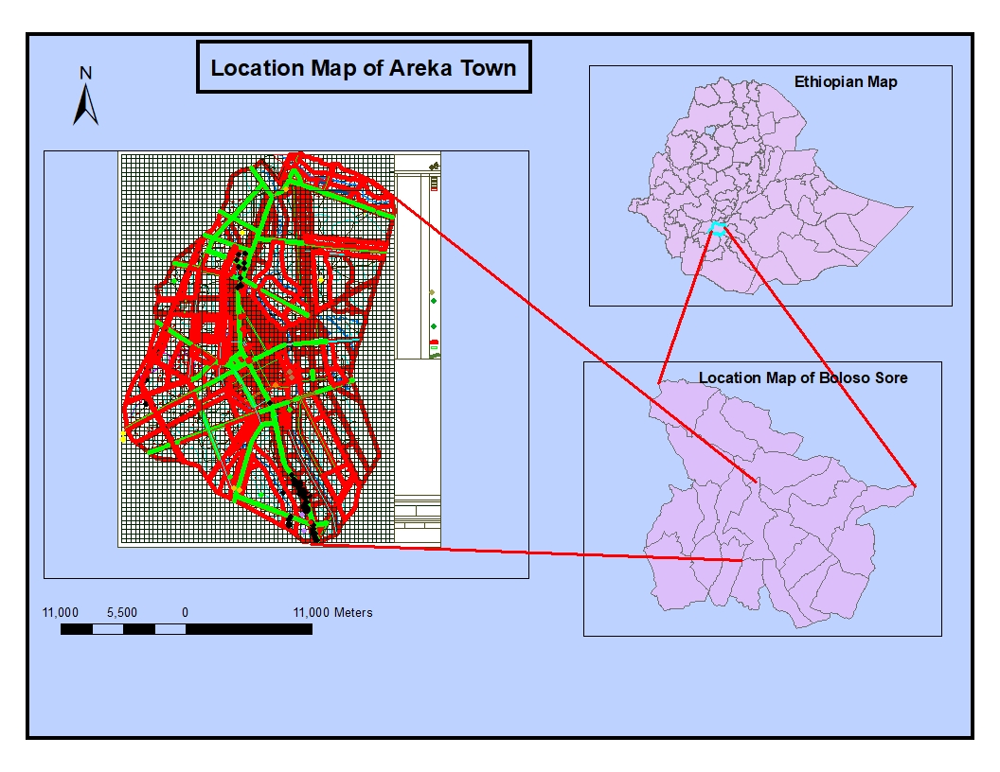 Location Map of Areka Town
N
Ethiopian Map
Location Map of Boloso Sore
11,000 5,500 0 11,000 Meters